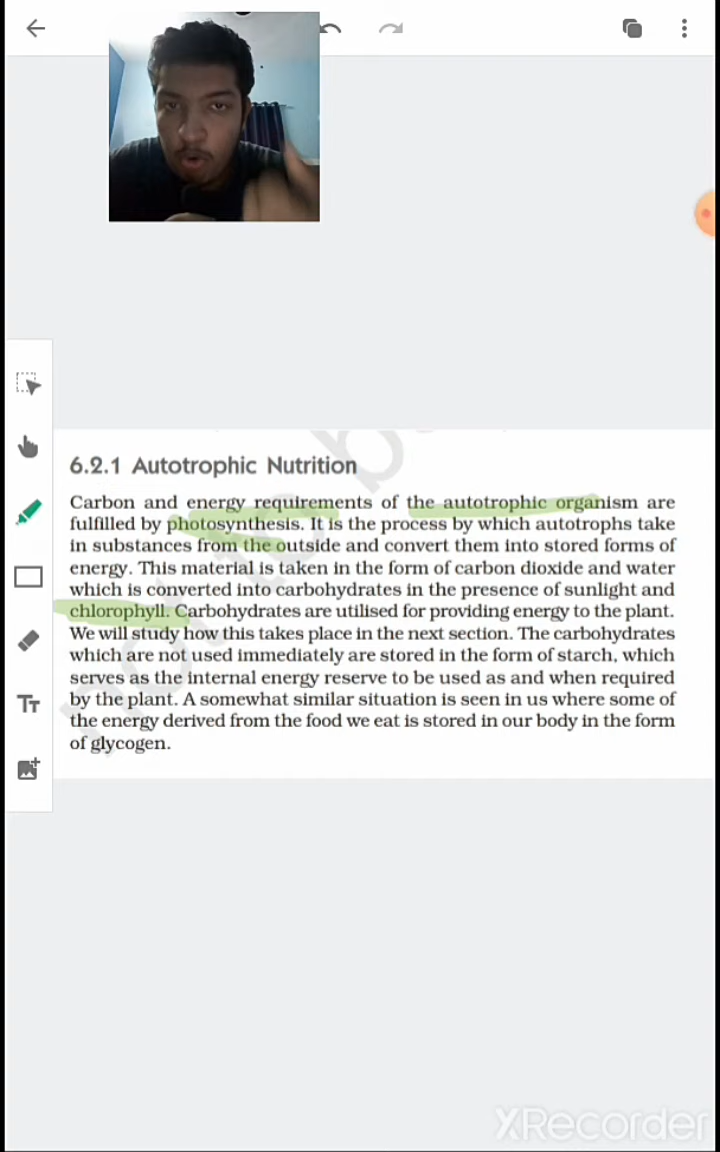 6.2.1 Autotrophic Nutrition
Carbon and energy requirements of the autotrophic organism are
fulfilled by photosynthesis. It is the process by which autotrophs take
in substances from the outside and convert them into stored forms of
energy. This material is taken in the form of carbon dioxide and water
which is converted into carbohydrates in the presence of sunlight and
chlorophyll. Carbohydrates are utilised for providing energy to the plant.
We will study how this takes place in the next section. The carbohydrates
which are not used immediately are stored in the form of starch, which
serves as the internal energy reserve to be used as and when required
by the plant. A somewhat similar situation is seen in us where some of
the energy derived from the food we eat is stored in our body in the form
of glycogen.
TT
XRecorder